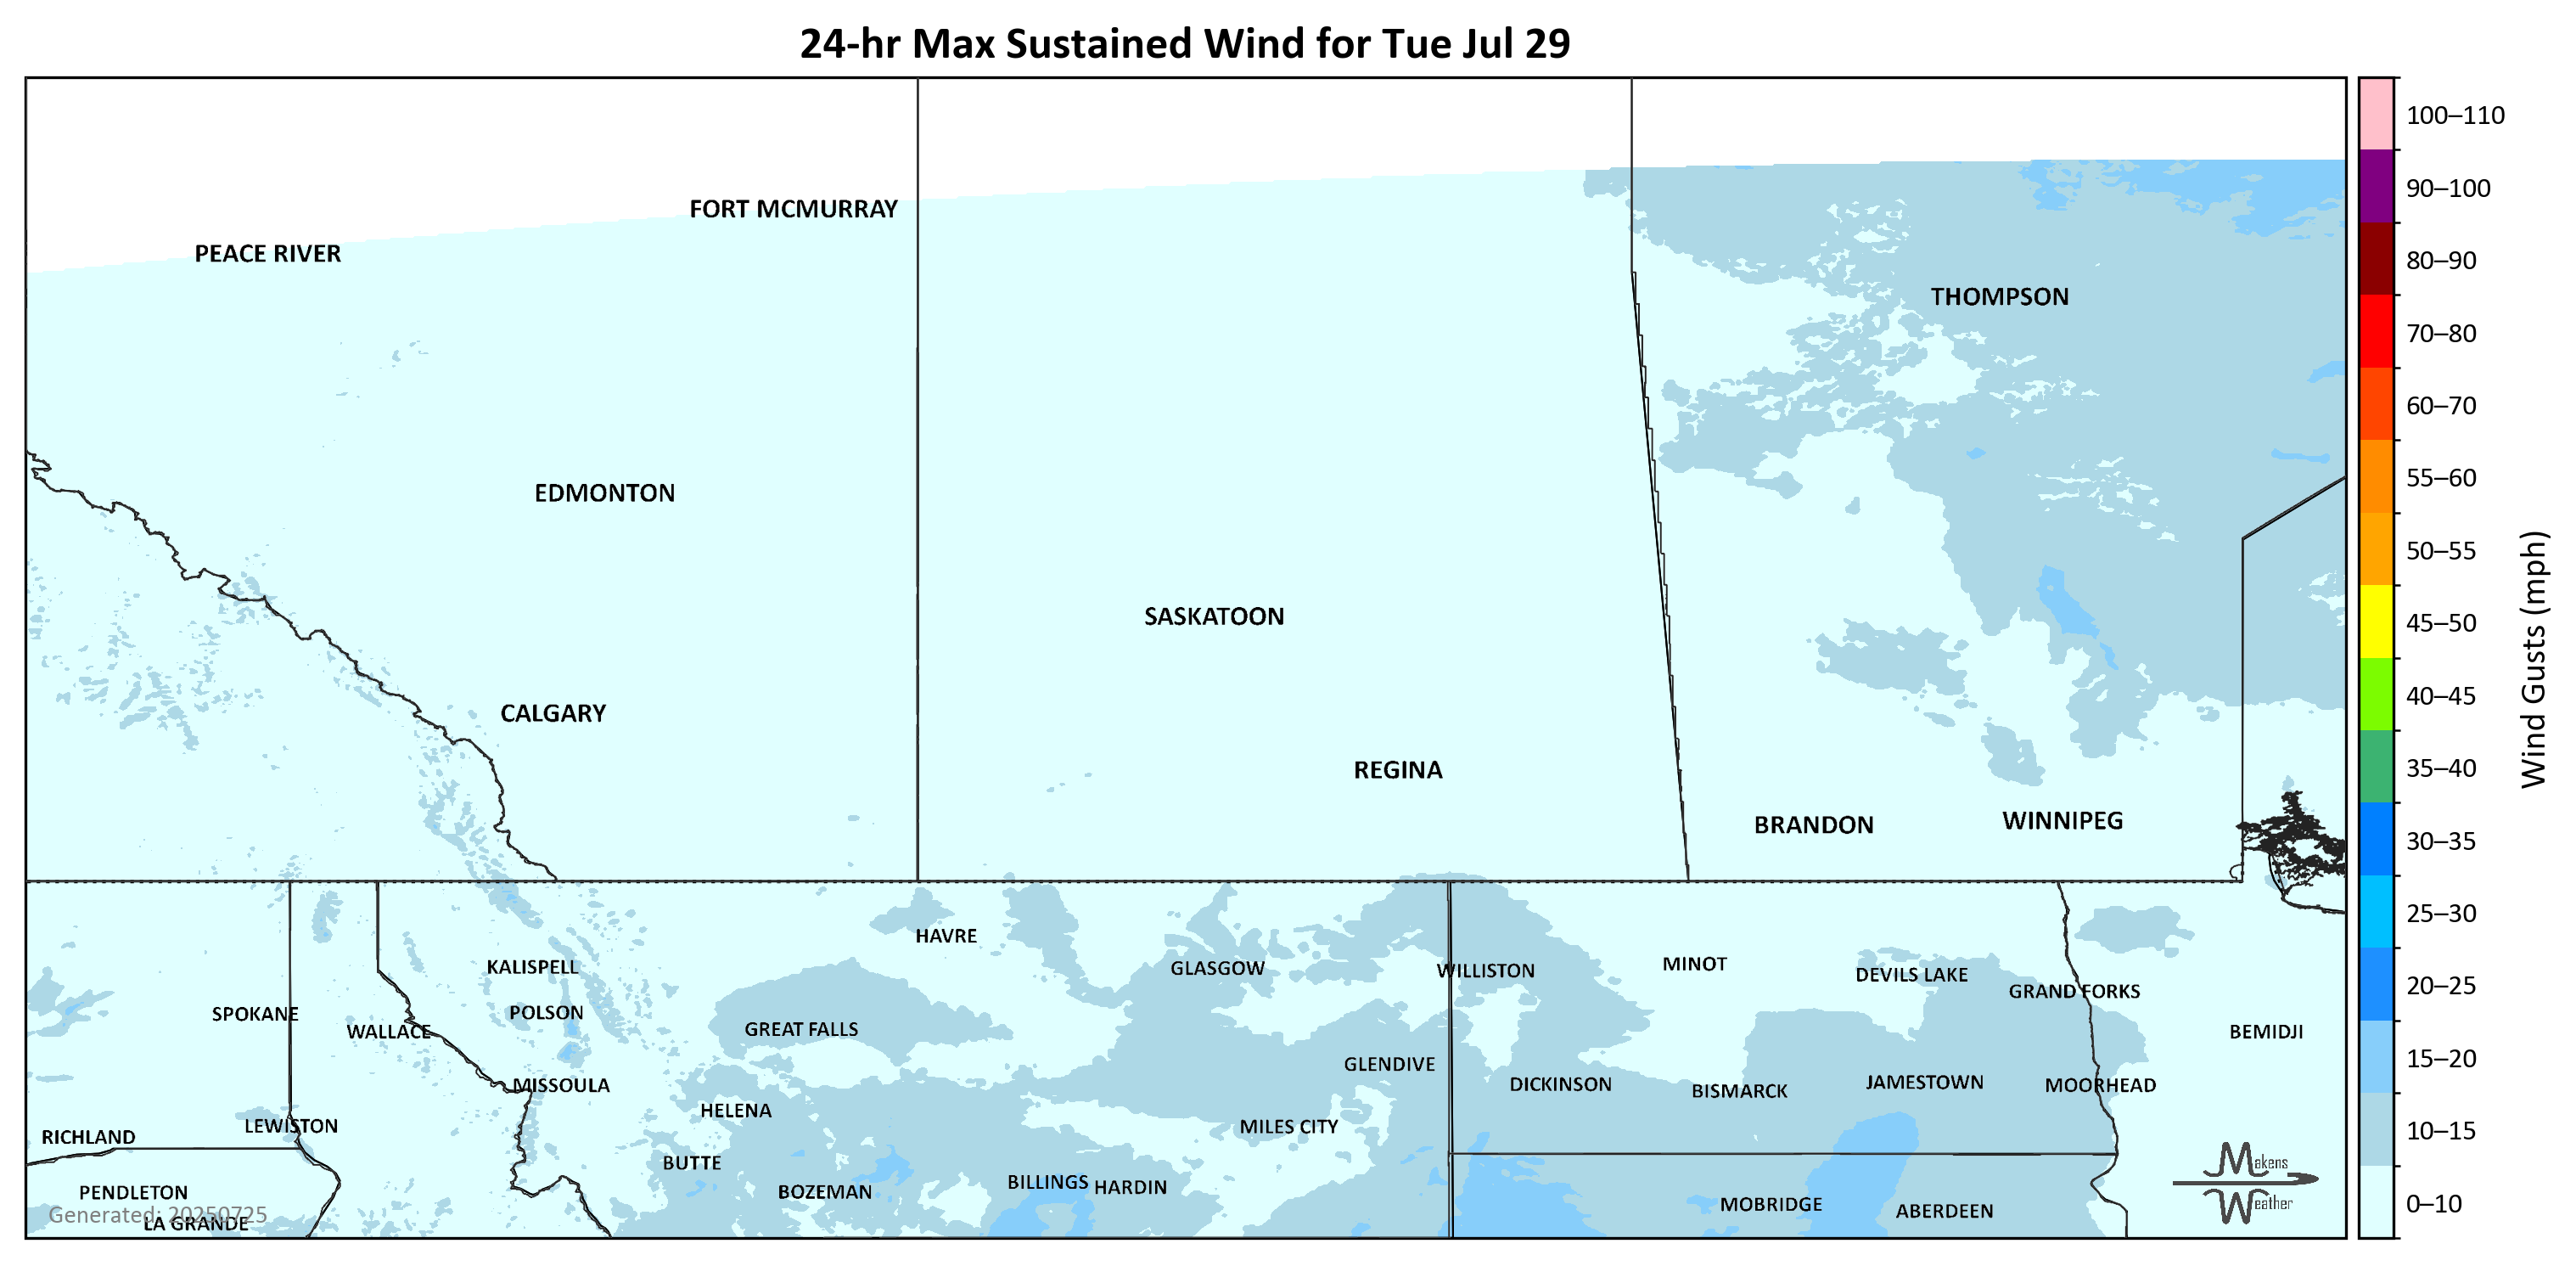 24-hr Max Sustained Wind for Tue Jul 29
100–110
90–100
80–90
70–80
60–70
55–60
50–55
45–50
40–45
35–40
30–35
25–30
20–25
15–20
10–15
0–10
Wind Gusts (mph)
FORT MCMURRAY
PEACE RIVER
THOMPSON
EDMONTON
SASKATOON
CALGARY
REGINA
BRANDON
WINNIPEG
HAVRE
KALISPELL
GLASGOW
WILLISTON
MINOT
DEVILS LAKE
GRAND FORKS
SPOKANE
POLSON
WALLACE
GREAT FALLS
BEMIDJI
GLENDIVE
MISSOULA
DICKINSON
BISMARCK
JAMESTOWN
MOORHEAD
HELENA
LEWISTON
MILES CITY
RICHLAND
BUTTE
BOZEMAN
BILLINGS
HARDIN
PENDLETON
MOBRIDGE
ABERDEEN
Generated: 20250725
LA GRANDE
Makens
Weather